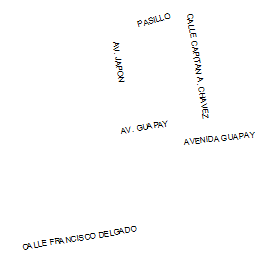 PASILLO
CALLE CAPITAN A. CHAVEZ
AV. JAPON
AV. GUAPAY
AVENIDA GUAPAY
CALLE FRANCISCO DELGADO